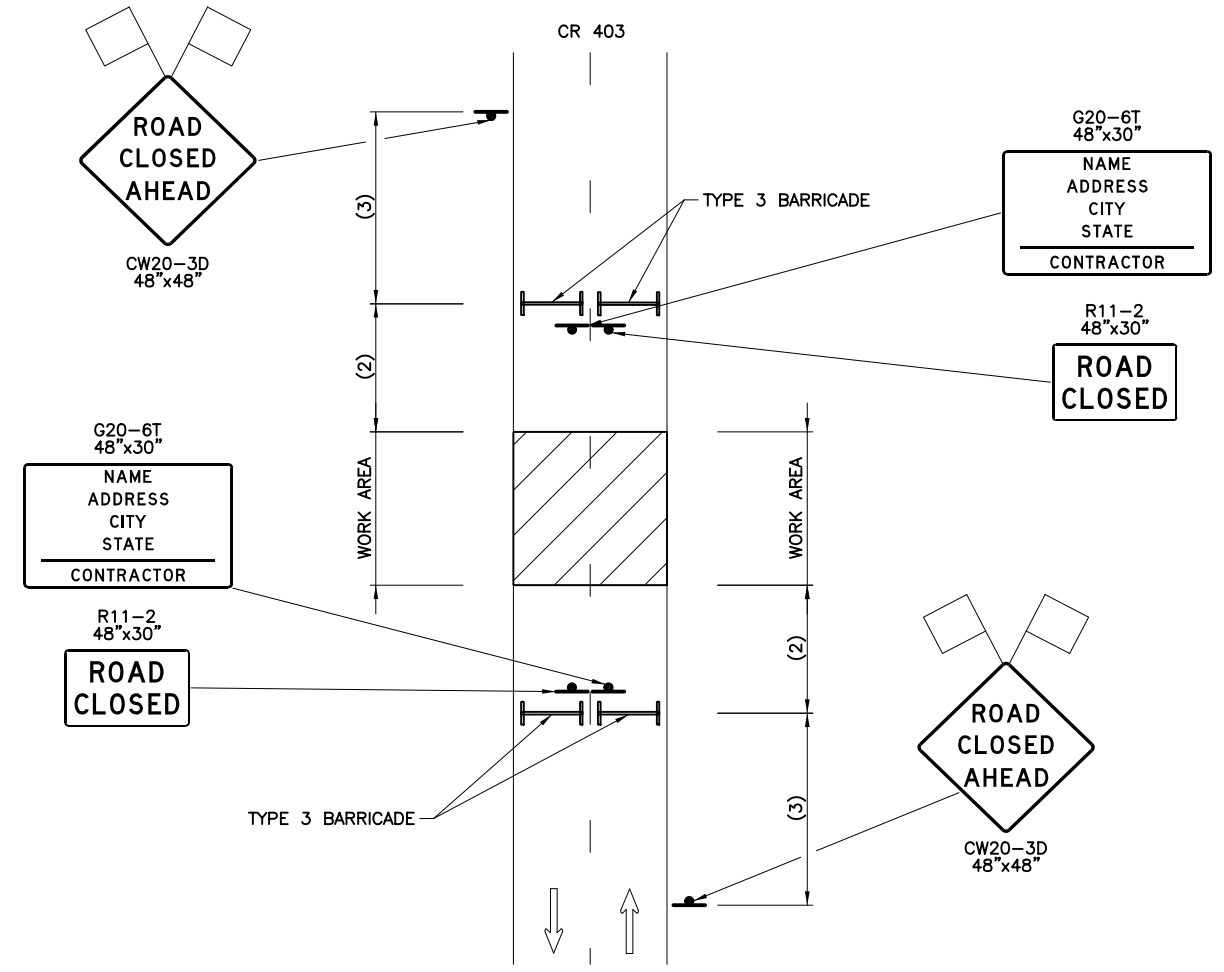 CR 403
ROAD
CLOSED
AHEAD
CW20-3D
48"x48"
(3)
TYPE 3 BARRICADE
G20-6T
48"x30"
NAME
ADDRESS
CITY
STATE
CONTRACTOR
R11-2
48"x30"
ROAD
CLOSED
(2)
WORK AREA
WORK AREA
G20-6T
48"x30"
NAME
ADDRESS
CITY
STATE
CONTRACTOR
R11-2
48"x30"
ROAD
CLOSED
(2)
TYPE 3 BARRICADE
(3)
ROAD
CLOSED
AHEAD
CW20-3D
48"x48"